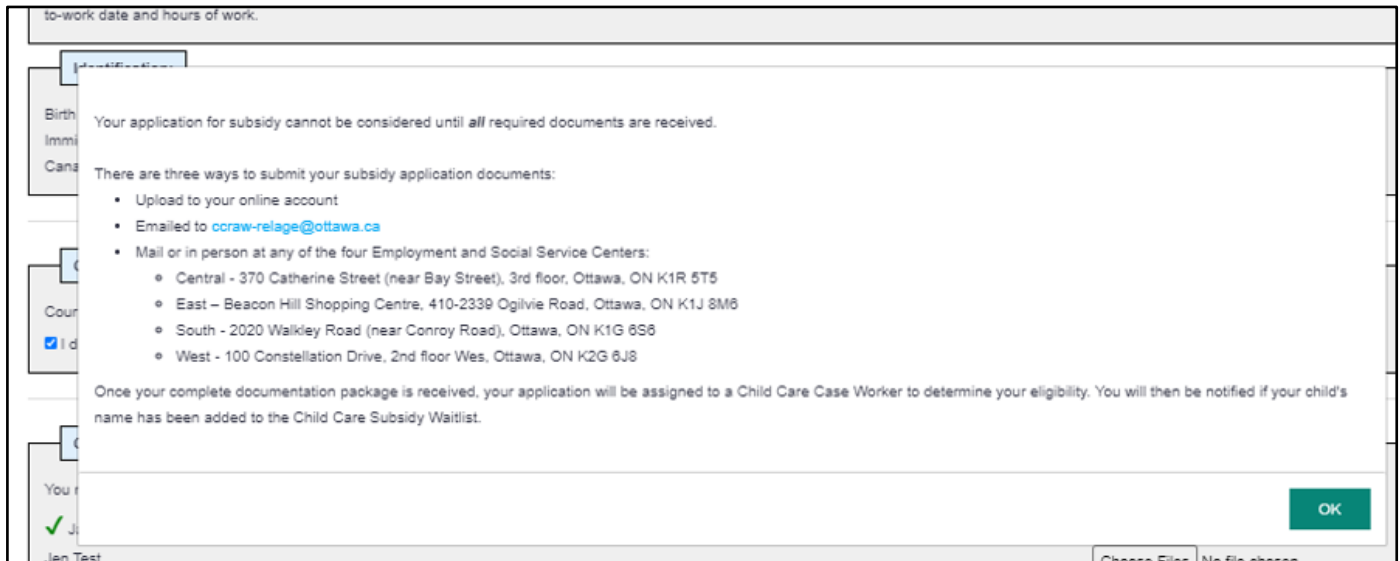 to-work date and hours of work.
Birth
Immi
Cana
Your application for subsidy cannot be considered until all required documents are received.
There are three ways to submit your subsidy application documents:
• Upload to your online account
• Emailed to ccraw-relage@ottawa.ca
• Mail or in person at any of the four Employment and Social Service Centers:
Central - 370 Catherine Street (near Bay Street), 3rd floor, Ottawa, ON K1R 5T5
East – Beacon Hill Shopping Centre, 410-2339 Ogilvie Road, Ottawa, ON K1J 8M6
South - 2020 Walkley Road (near Conroy Road), Ottawa, ON K1G 6S6
West - 100 Constellation Drive, 2nd floor Wes, Ottawa, ON K2G 6J8
Cour
I d
Once your complete documentation package is received, your application will be assigned to a Child Care Case Worker to determine your eligibility. You will then be notified if your child's
name has been added to the Child Care Subsidy Waitlist.
You
OK
Jen Test
Choose Files No file chosen